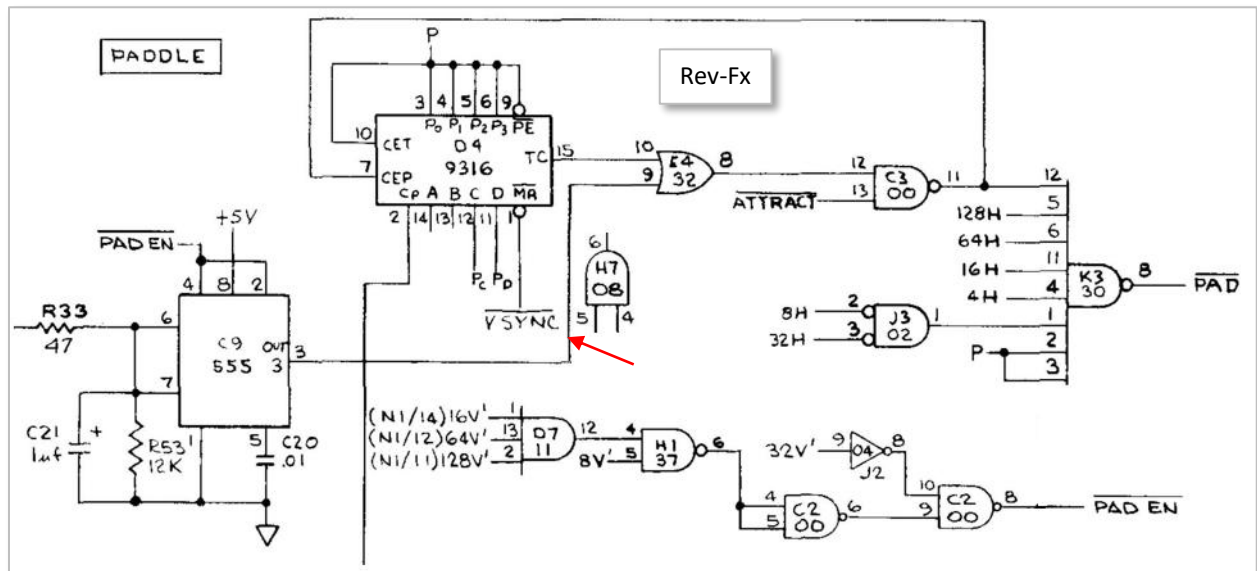 PADDLE
P
Rev-Fx
3 4 5 6 9
P0 P1 P2 P3 PE
10 CET D4 TC 15
9316
7 CEP
CP A B C D MR
2 14 13 12 11 1
PC PD
VSYNC
10
9
E4
32
8
12
13
C3
00
11
ATTRACT
12
128H 5
64H 6
16H 11
4H 4
K3
30
8 PAD
8H 2
32H 3
J3
02
1
1
P
2
3
6
H7
08
5 4
+5V
PAD EN
4 8 2
R33
47
6
C9
555
OUT
3
3
7
C21
1uf
+
R53
12K
1
5 C20
.01
(N1/14)16V' 1
(N1/12)64V' 13
(N1/11)128V' 2
D7
11
12
4
8V' 5
H1
37
6
4
5
C2
00
6
32V' 9 04 8
J2
10
9
C2
00
8
PAD EN